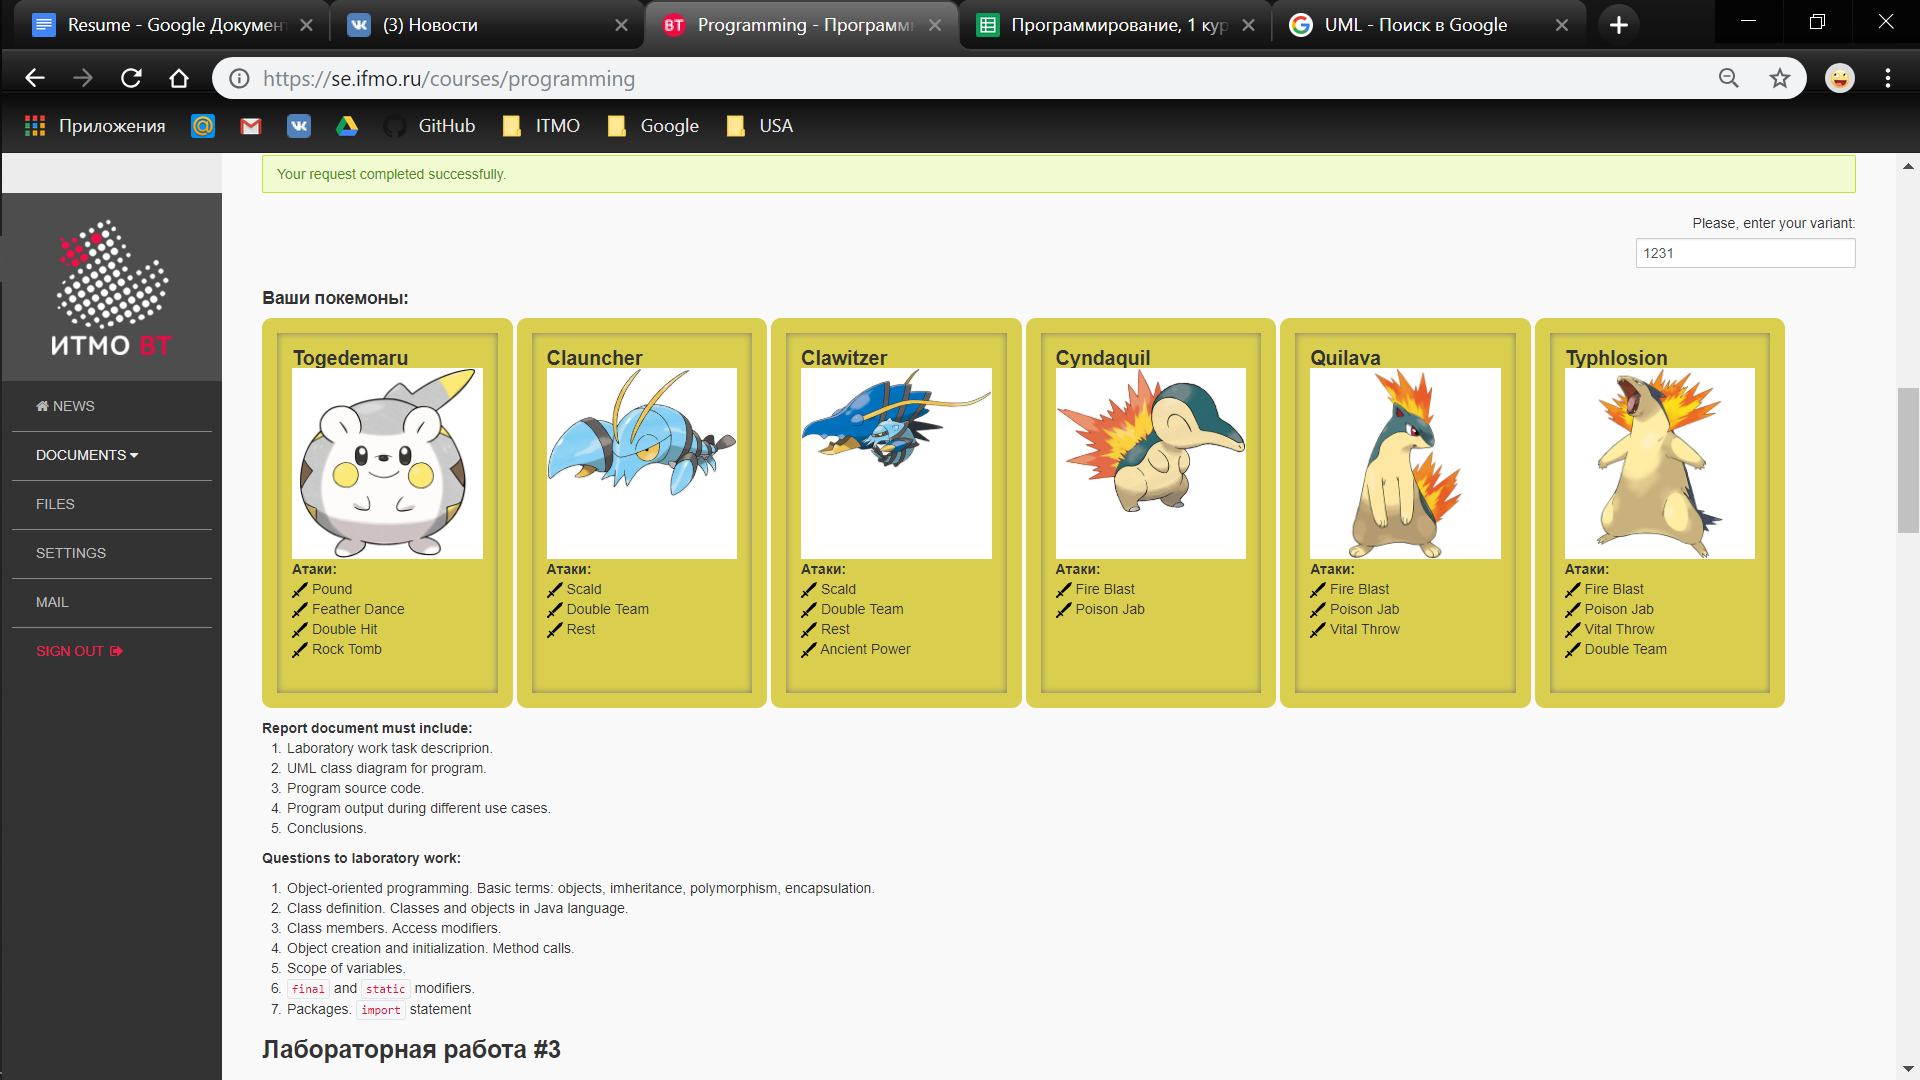 Resume - Google Документ
(3) Новости
Programming - Программи
Программирование, 1 кур
UML - Поиск в Google
https://se.ifmo.ru/courses/programming
Приложения
GitHub
ITMO
Google
USA
Your request completed successfully.
Please, enter your variant:
1231
ИТМО ВТ
NEWS
DOCUMENTS
FILES
SETTINGS
MAIL
SIGN OUT
Ваши покемоны:
Togedemaru
Атаки:
Pound
Feather Dance
Double Hit
Rock Tomb
Clauncher
Атаки:
Scald
Double Team
Rest
Clawitzer
Атаки:
Scald
Double Team
Rest
Ancient Power
Cyndaquil
Атаки:
Fire Blast
Poison Jab
Quilava
Атаки:
Fire Blast
Poison Jab
Vital Throw
Typhlosion
Атаки:
Fire Blast
Poison Jab
Vital Throw
Double Team
Report document must include:
1. Laboratory work task descriprion.
2. UML class diagram for program.
3. Program source code.
4. Program output during different use cases.
5. Conclusions.
Questions to laboratory work:
1. Object-oriented programming. Basic terms: objects, imheritance, polymorphism, encapsulation.
2. Class definition. Classes and objects in Java language.
3. Class members. Access modifiers.
4. Object creation and initialization. Method calls.
5. Scope of variables.
6. final and static modifiers.
7. Packages. import statement
Лабораторная работа #3